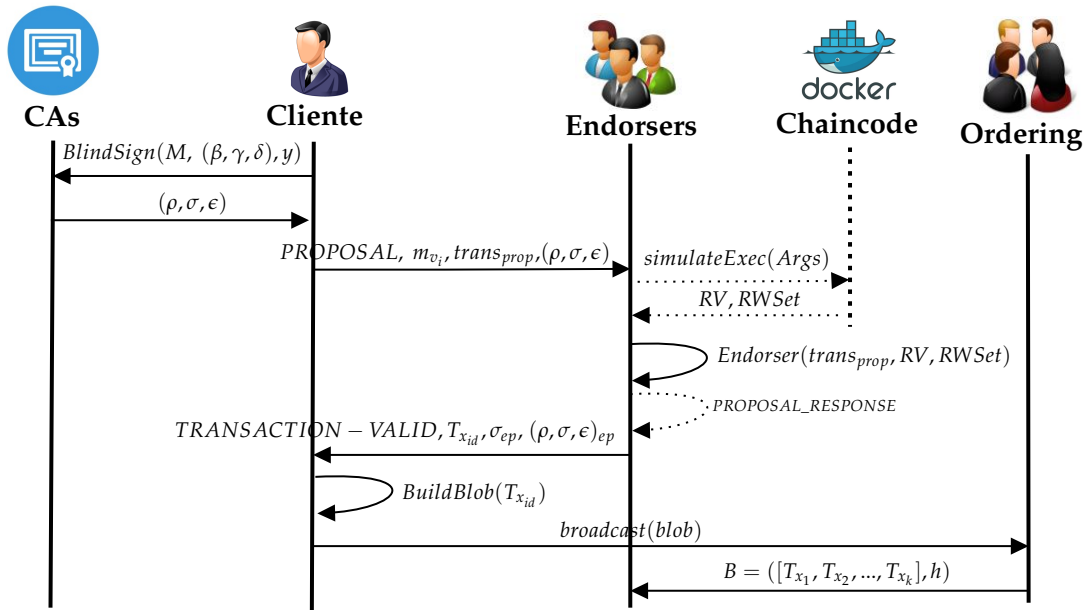 CAs
Cliente
Endorsers
docker
Chaincode
Ordering
BlindSign(M, (β, γ, δ), y)
(ρ, σ, ϵ)
PROPOSAL, m_{v_i}, trans_{prop}, (ρ, σ, ϵ)
simulateExec(Args)
RV, RWSet
Endorser(trans_{prop}, RV, RWSet)
PROPOSAL_RESPONSE
TRANSACTION − VALID, T_{x_{id}}, σ_{ep}, (ρ, σ, ϵ)_{ep}
BuildBlob(T_{x_{id}})
broadcast(blob)
B = ([T_{x_1}, T_{x_2}, ..., T_{x_k}], h)